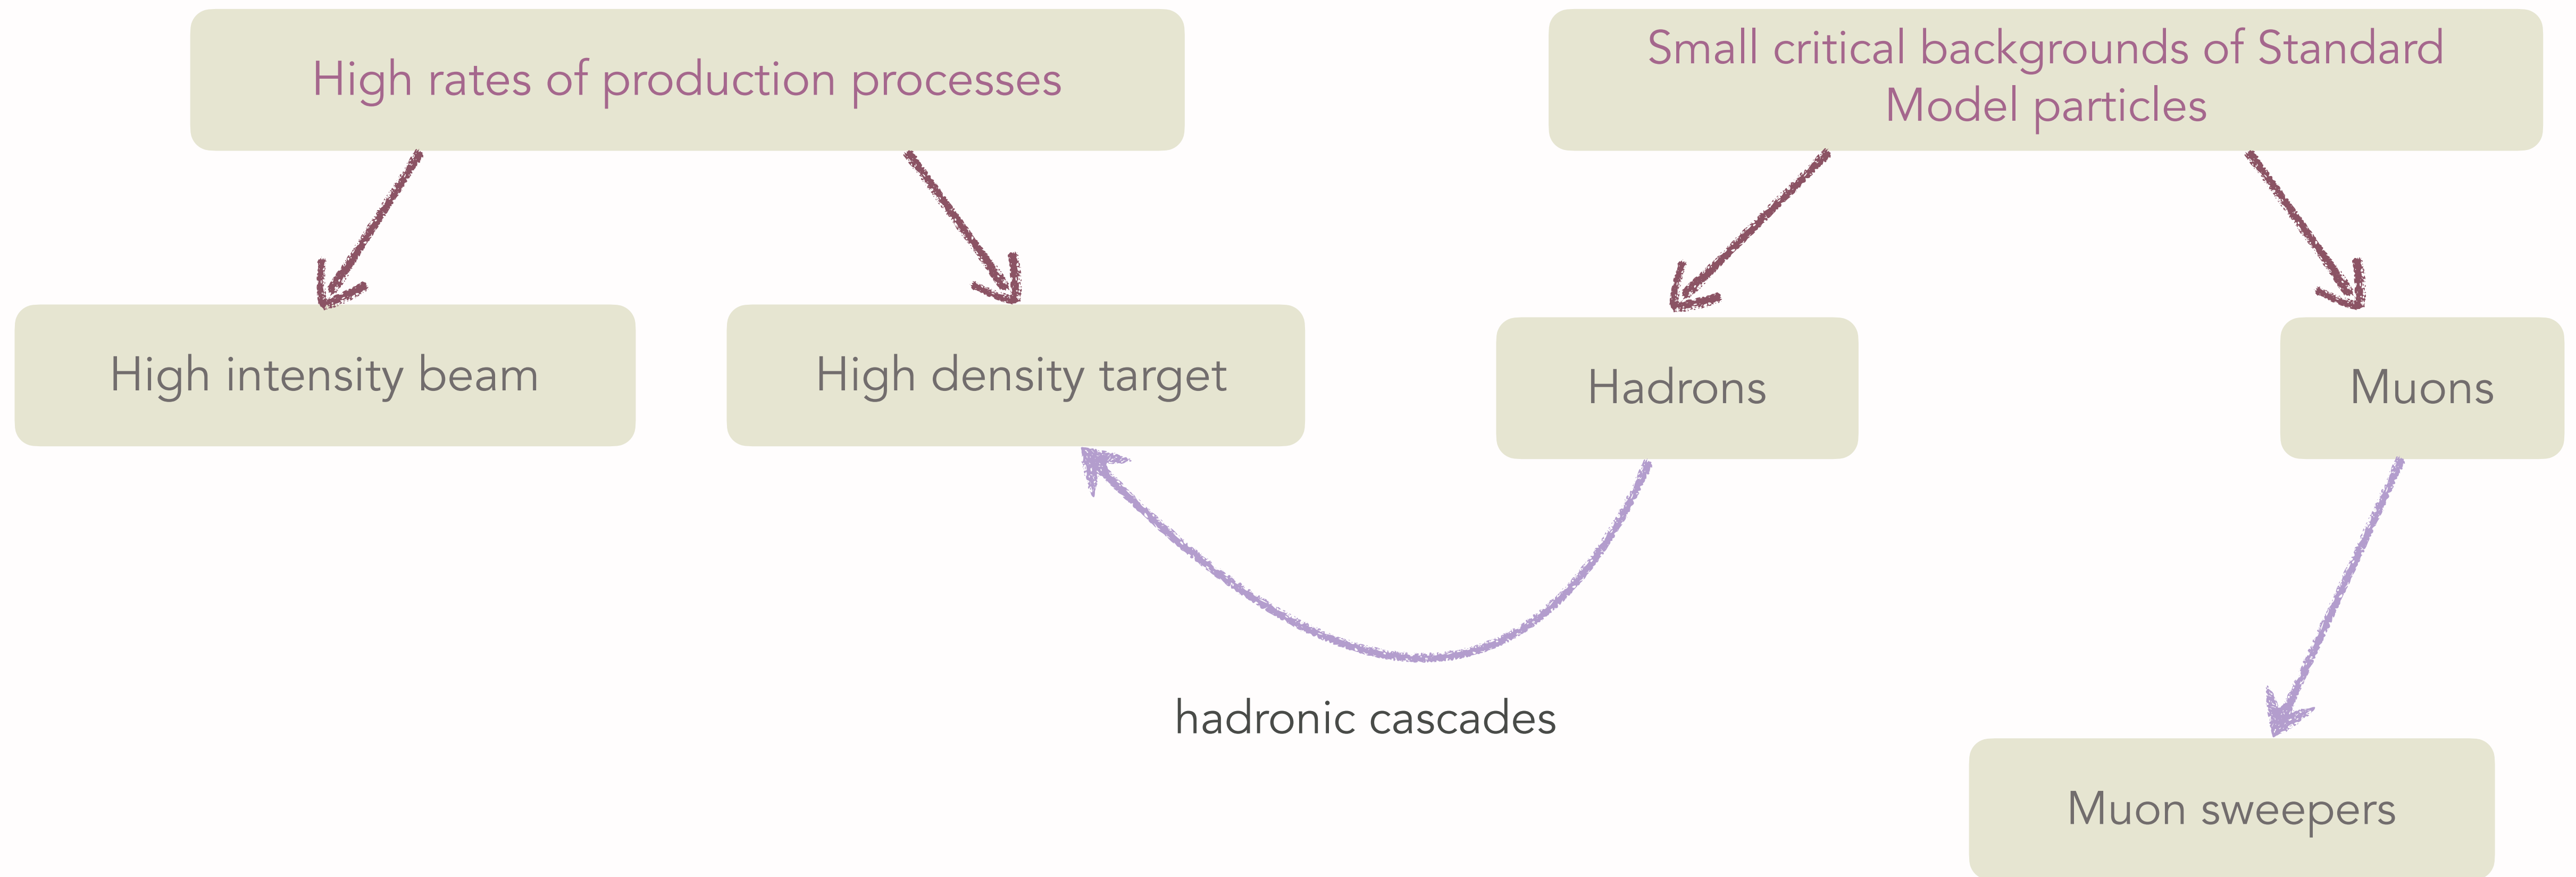 High rates of production processes
Small critical backgrounds of Standard
Model particles
High intensity beam
High density target
Hadrons
Muons
hadronic cascades
Muon sweepers